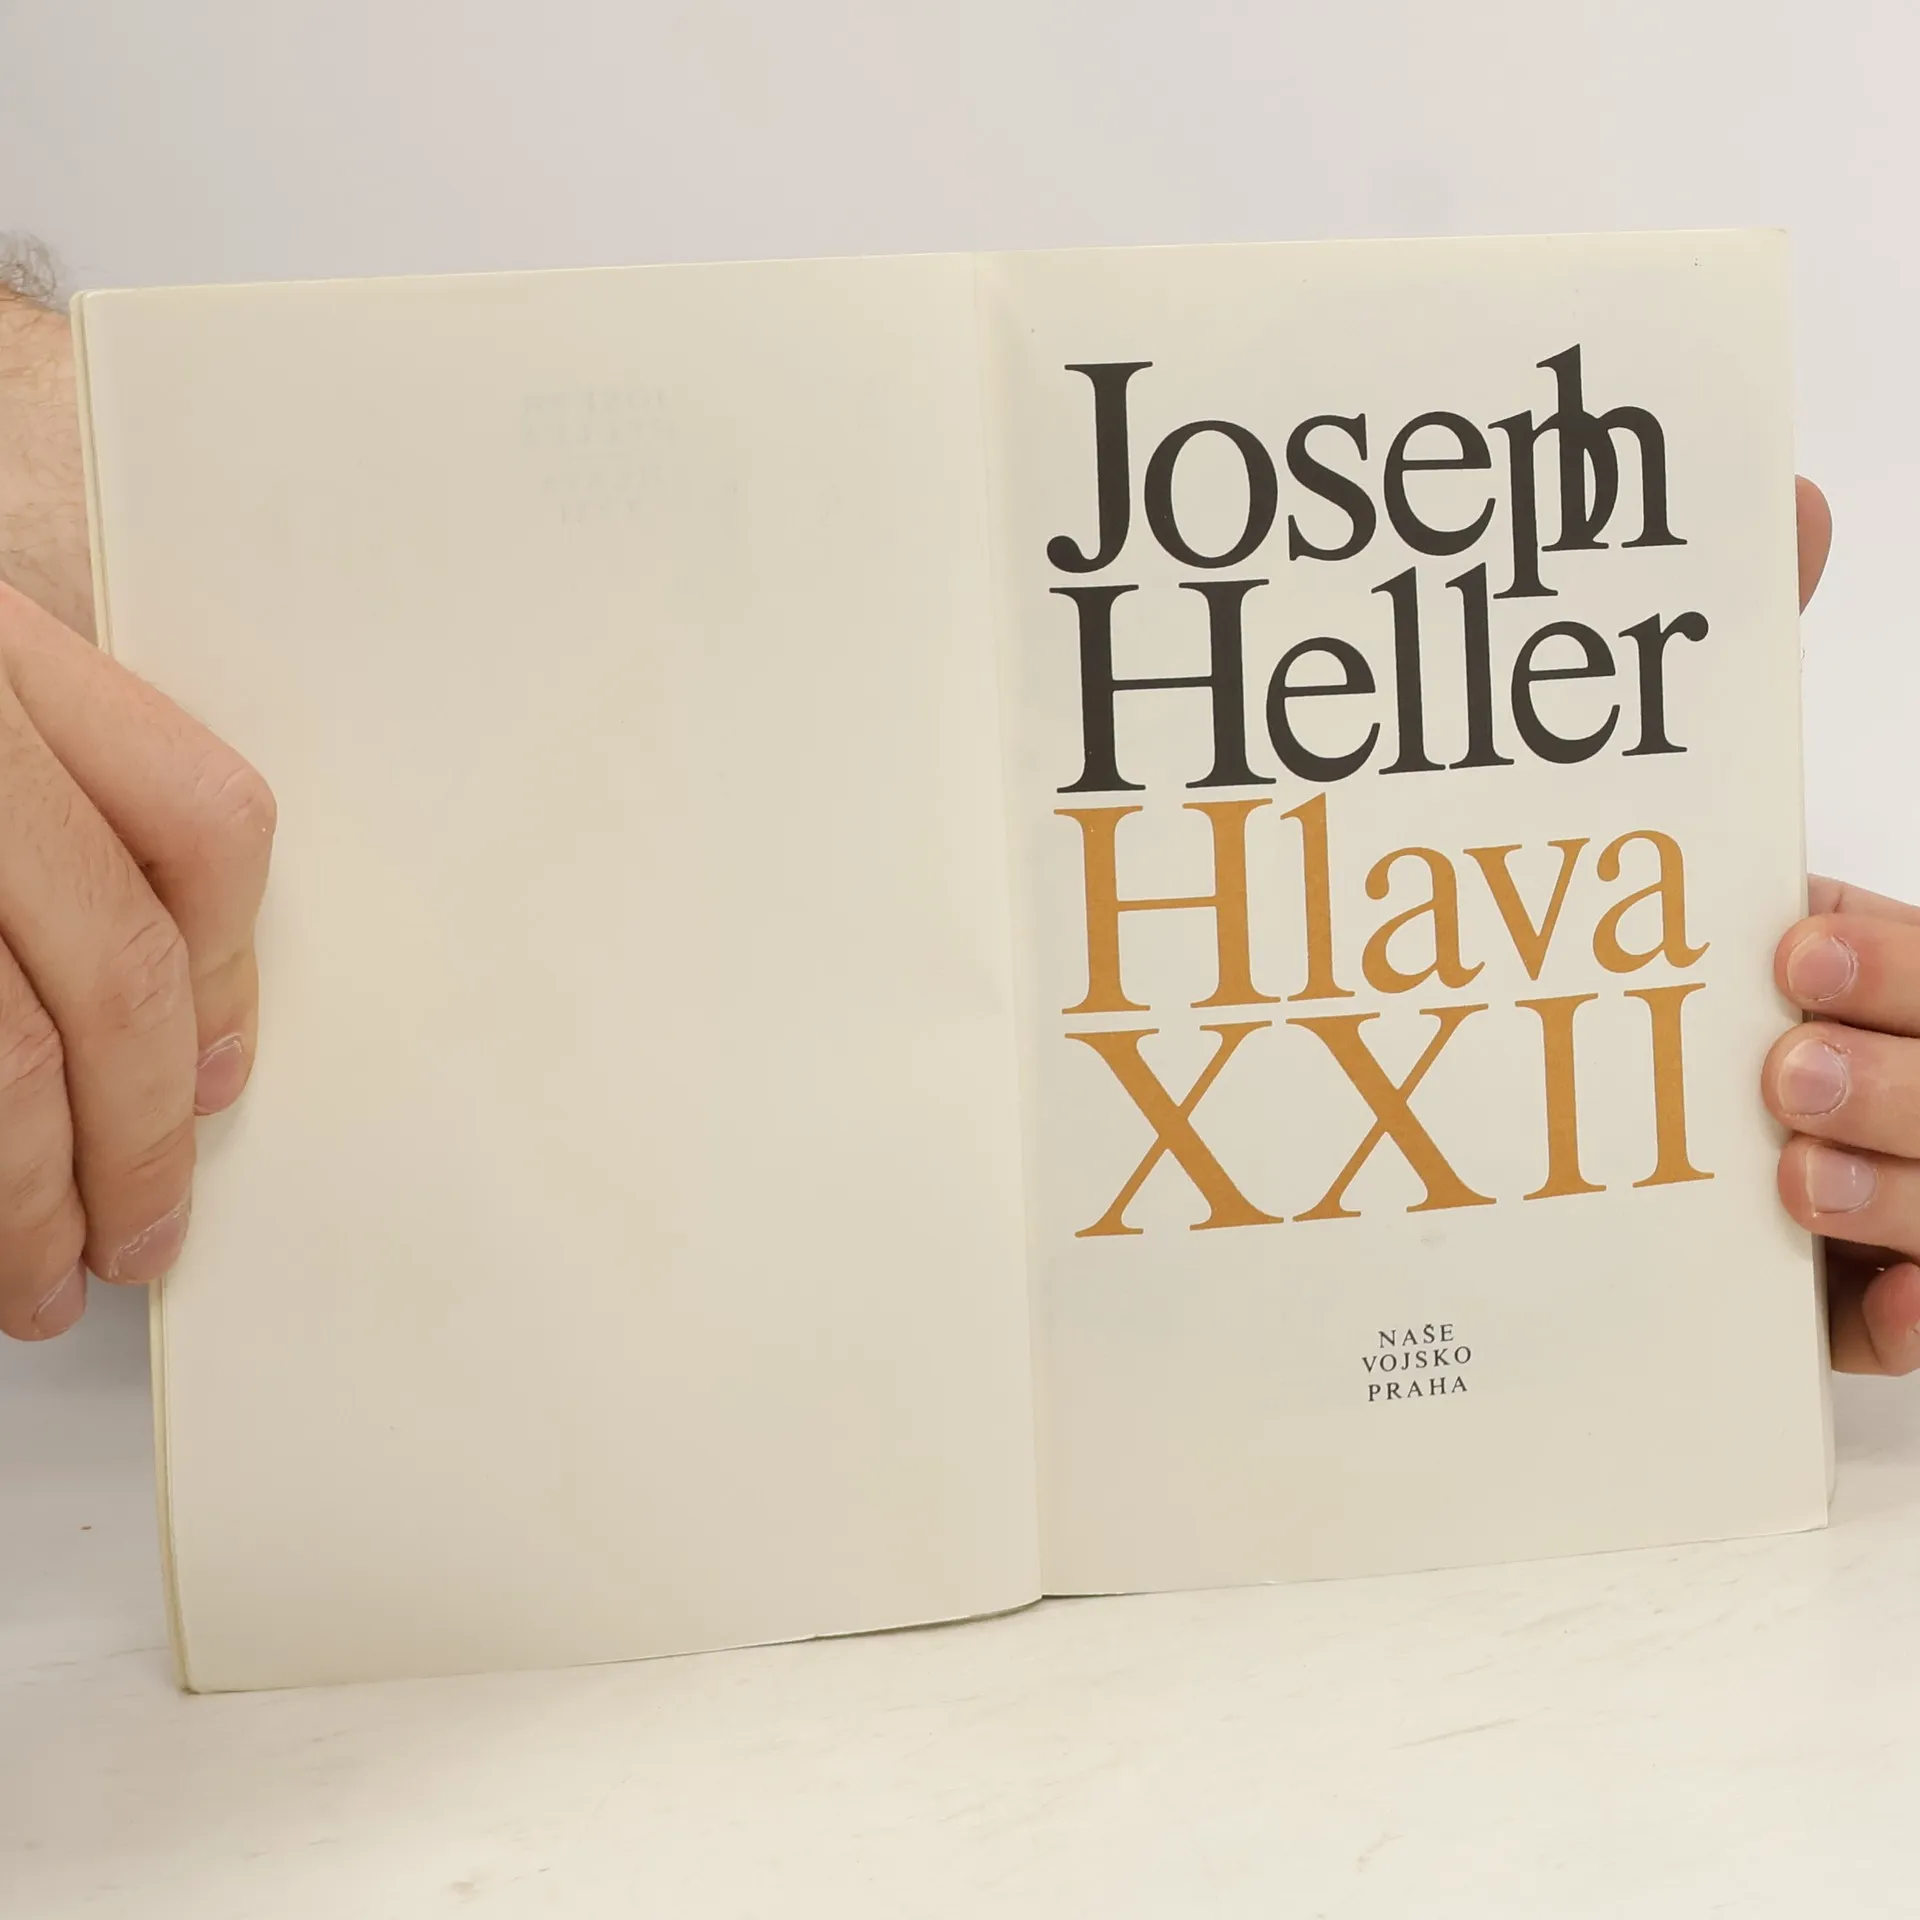 Joseph
Heller
Hlava
XXII
NAŠE
VOJSKO
PRAHA